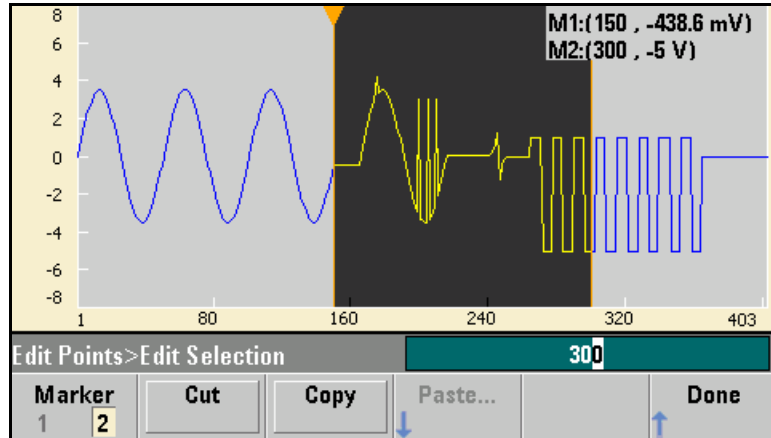 8
6
4
2
0
-2
-4
-6
-8
M1:(150 , -438.6 mV)
M2:(300 , -5 V)
1 80 160 240 320 403
Edit Points>Edit Selection 300
Marker Cut Copy Paste... Done
1 2